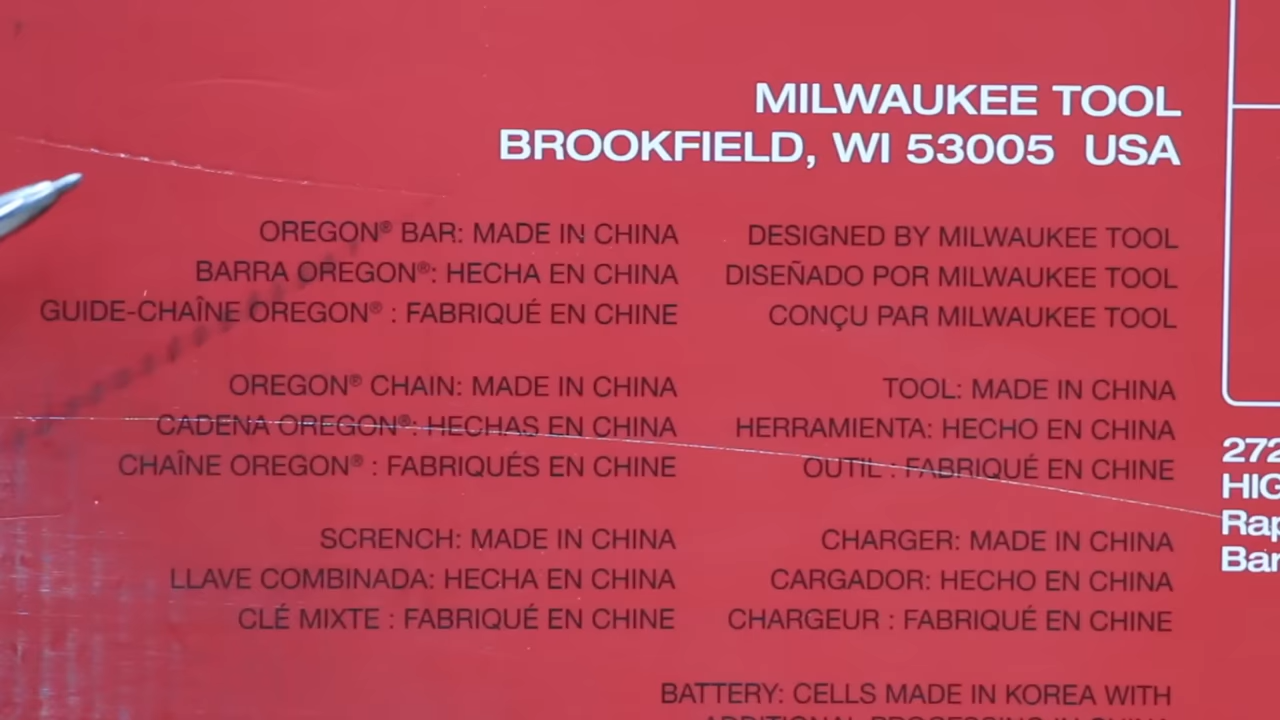 MILWAUKEE TOOL
BROOKFIELD, WI 53005 USA
OREGON® BAR: MADE IN CHINA
BARRA OREGON®: HECHA EN CHINA
GUIDE-CHAÎNE OREGON® : FABRIQUÉ EN CHINE
OREGON® CHAIN: MADE IN CHINA
CADENA OREGON®: HECHAS EN CHINA
CHAÎNE OREGON® : FABRIQUÉS EN CHINE
SCRENCH: MADE IN CHINA
LLAVE COMBINADA: HECHA EN CHINA
CLÉ MIXTE : FABRIQUÉ EN CHINE
DESIGNED BY MILWAUKEE TOOL
DISEÑADO POR MILWAUKEE TOOL
CONÇU PAR MILWAUKEE TOOL
TOOL: MADE IN CHINA
HERRAMIENTA: HECHO EN CHINA
OUTIL : FABRIQUÉ EN CHINE
CHARGER: MADE IN CHINA
CARGADOR: HECHO EN CHINA
CHARGEUR : FABRIQUÉ EN CHINE
BATTERY: CELLS MADE IN KOREA WITH
272
HIG
Rap
Bar